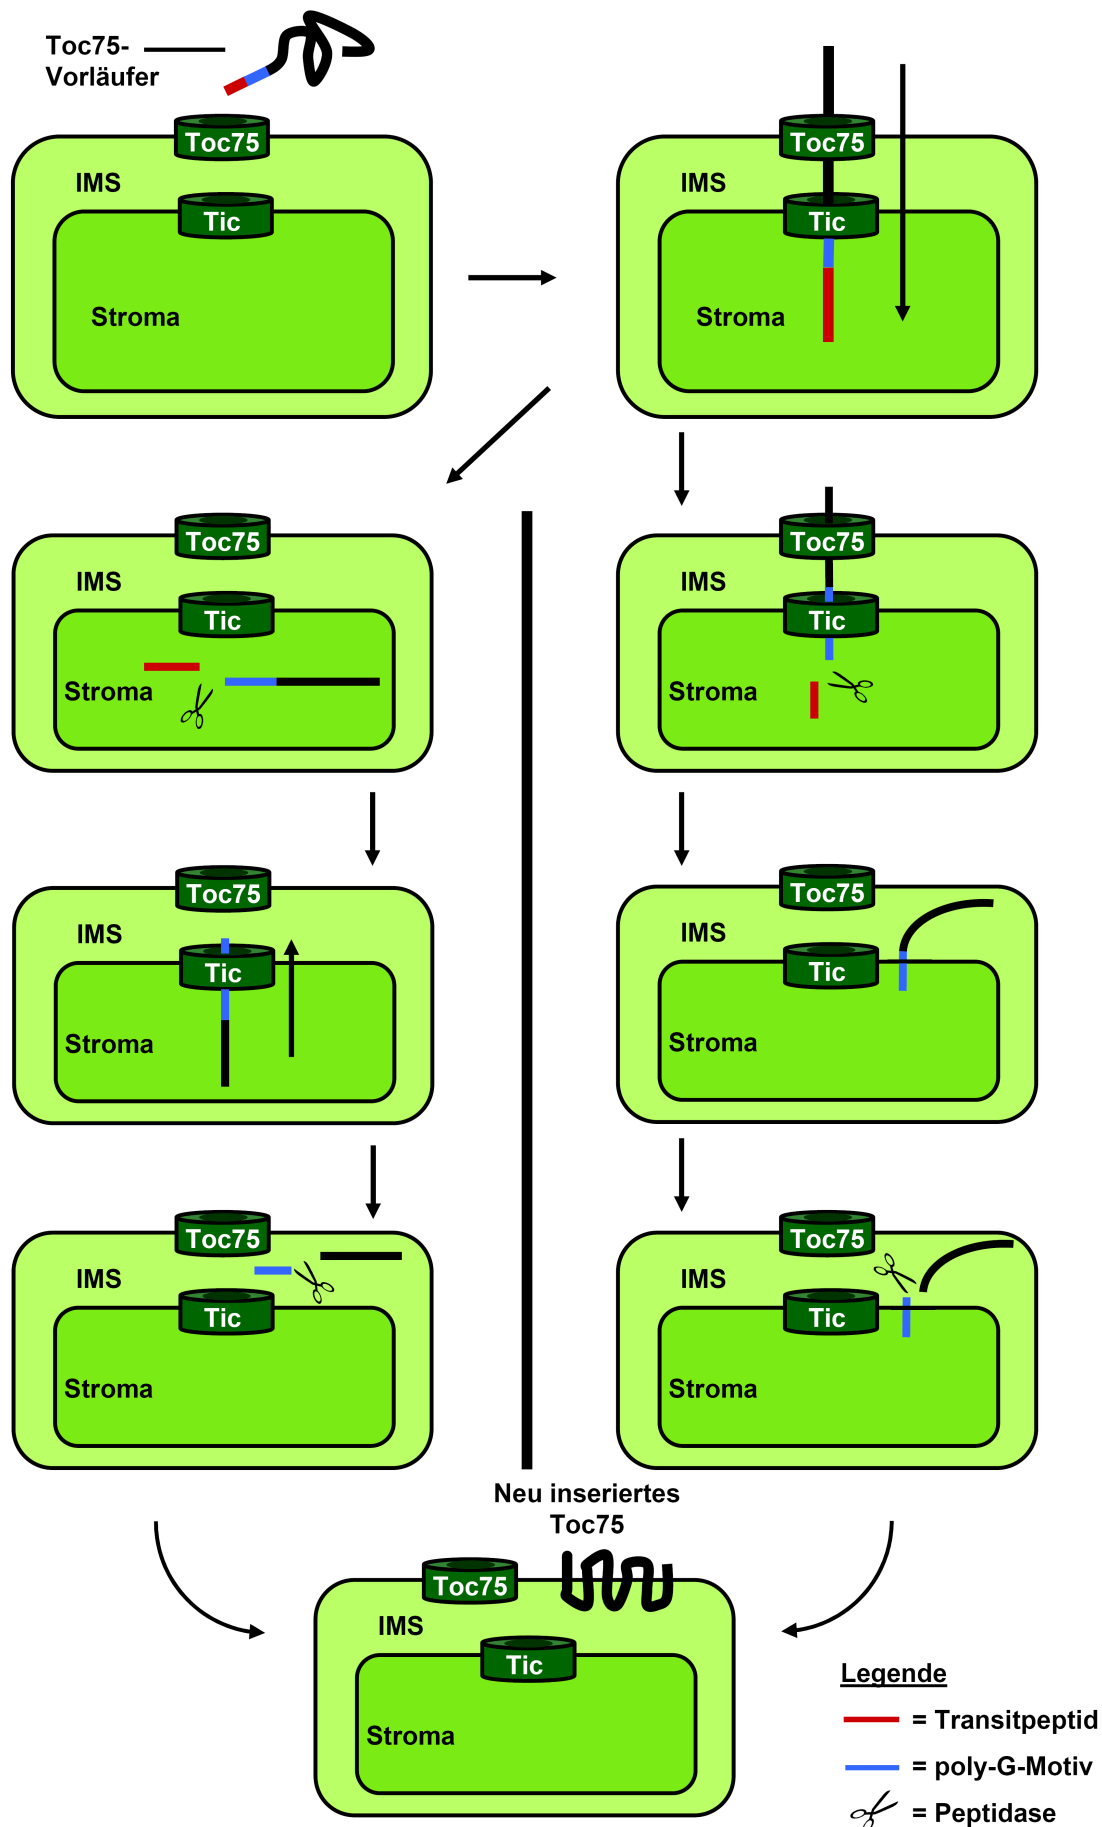 Toc75-
Vorläufer
Toc75
IMS
Tic
Stroma
Toc75
IMS
Tic
Stroma
Toc75
IMS
Tic
Stroma
Toc75
IMS
Tic
Stroma
Toc75
IMS
Tic
Stroma
Toc75
IMS
Tic
Stroma
Toc75
IMS
Tic
Stroma
Toc75
IMS
Tic
Stroma
Neu inseriertes
Toc75
Toc75
IMS
Tic
Stroma
Legende
= Transitpeptid
= poly-G-Motiv
= Peptidase